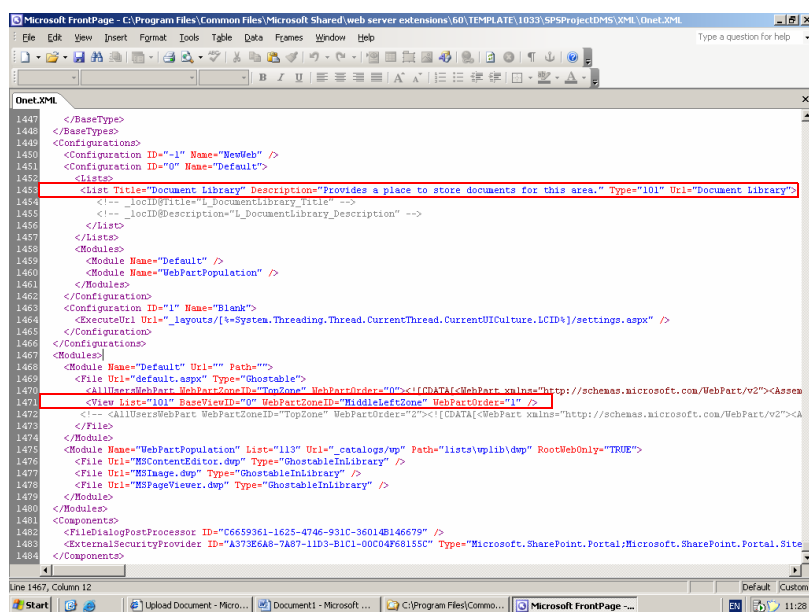 Microsoft FrontPage - C:\Program Files\Common Files\Microsoft Shared\web server extensions\60\TEMPLATE\1033\SPSProjectDMS\XML\Onet.XML
File Edit View Insert Format Tools Table Data Frames Window Help Type a question for help
Onet.XML
1447 </BaseType>
1448 </BaseTypes>
1449 <Configurations>
1450 <Configuration ID="-1" Name="NewWeb" />
1451 <Configuration ID="0" Name="Default">
1452 <Lists>
1453 <List Title="Document Library" Description="Provides a place to store documents for this area." Type="101" Url="Document Library">
1454 <!-- _locID@Title="L_DocumentLibrary_Title" -->
1455 <!-- _locID@Description="L_DocumentLibrary_Description" -->
1456 </List>
1457 </Lists>
1458 <Modules>
1459 <Module Name="Default" />
1460 <Module Name="WebPartPopulation" />
1461 </Modules>
1462 </Configuration>
1463 <Configuration ID="1" Name="Blank">
1464 <ExecuteUrl Url="_layouts/[%=System.Threading.Thread.CurrentThread.CurrentUICulture.LCID%]/settings.aspx" />
1465 </Configuration>
1466 </Configurations>
1467 <Modules>
1468 <Module Name="Default" Url="" Path="">
1469 <File Url="default.aspx" Type="Ghostable">
1470 <AllUsersWebPart WebPartZoneID="TopZone" WebPartOrder="0"><![CDATA[<WebPart xmlns="http://schemas.microsoft.com/WebPart/v2"><Assem
1471 <View List="101" BaseViewID="0" WebPartZoneID="MiddleLeftZone" WebPartOrder="1" />
1472 <!-- <AllUsersWebPart WebPartZoneID="TopZone" WebPartOrder="2"><![CDATA[<WebPart xmlns="http://schemas.microsoft.com/WebPart/v2"><A
1473 </File>
1474 </Module>
1475 <Module Name="WebPartPopulation" List="113" Url="_catalogs/wp" Path="lists\wplib\dwp" RootWebOnly="TRUE">
1476 <File Url="MSContentEditor.dwp" Type="GhostableInLibrary" />
1477 <File Url="MSImage.dwp" Type="GhostableInLibrary" />
1478 <File Url="MSPageViewer.dwp" Type="GhostableInLibrary" />
1479 </Module>
1480 </Modules>
1481 <Components>
1482 <FileDialogPostProcessor ID="C6659361-1625-4746-931C-36014B146679" />
1483 <ExternalSecurityProvider ID="A373E6A8-7A87-11D3-B1C1-00C04F68155C" Type="Microsoft.SharePoint.Portal;Microsoft.SharePoint.Portal.Site
1484 </Components>
Line 1467, Column 12 Default Custom
Start Upload Document - Micro... Document1 - Microsoft ... C:\Program Files\Commo... Microsoft FrontPage -... EN 11:28